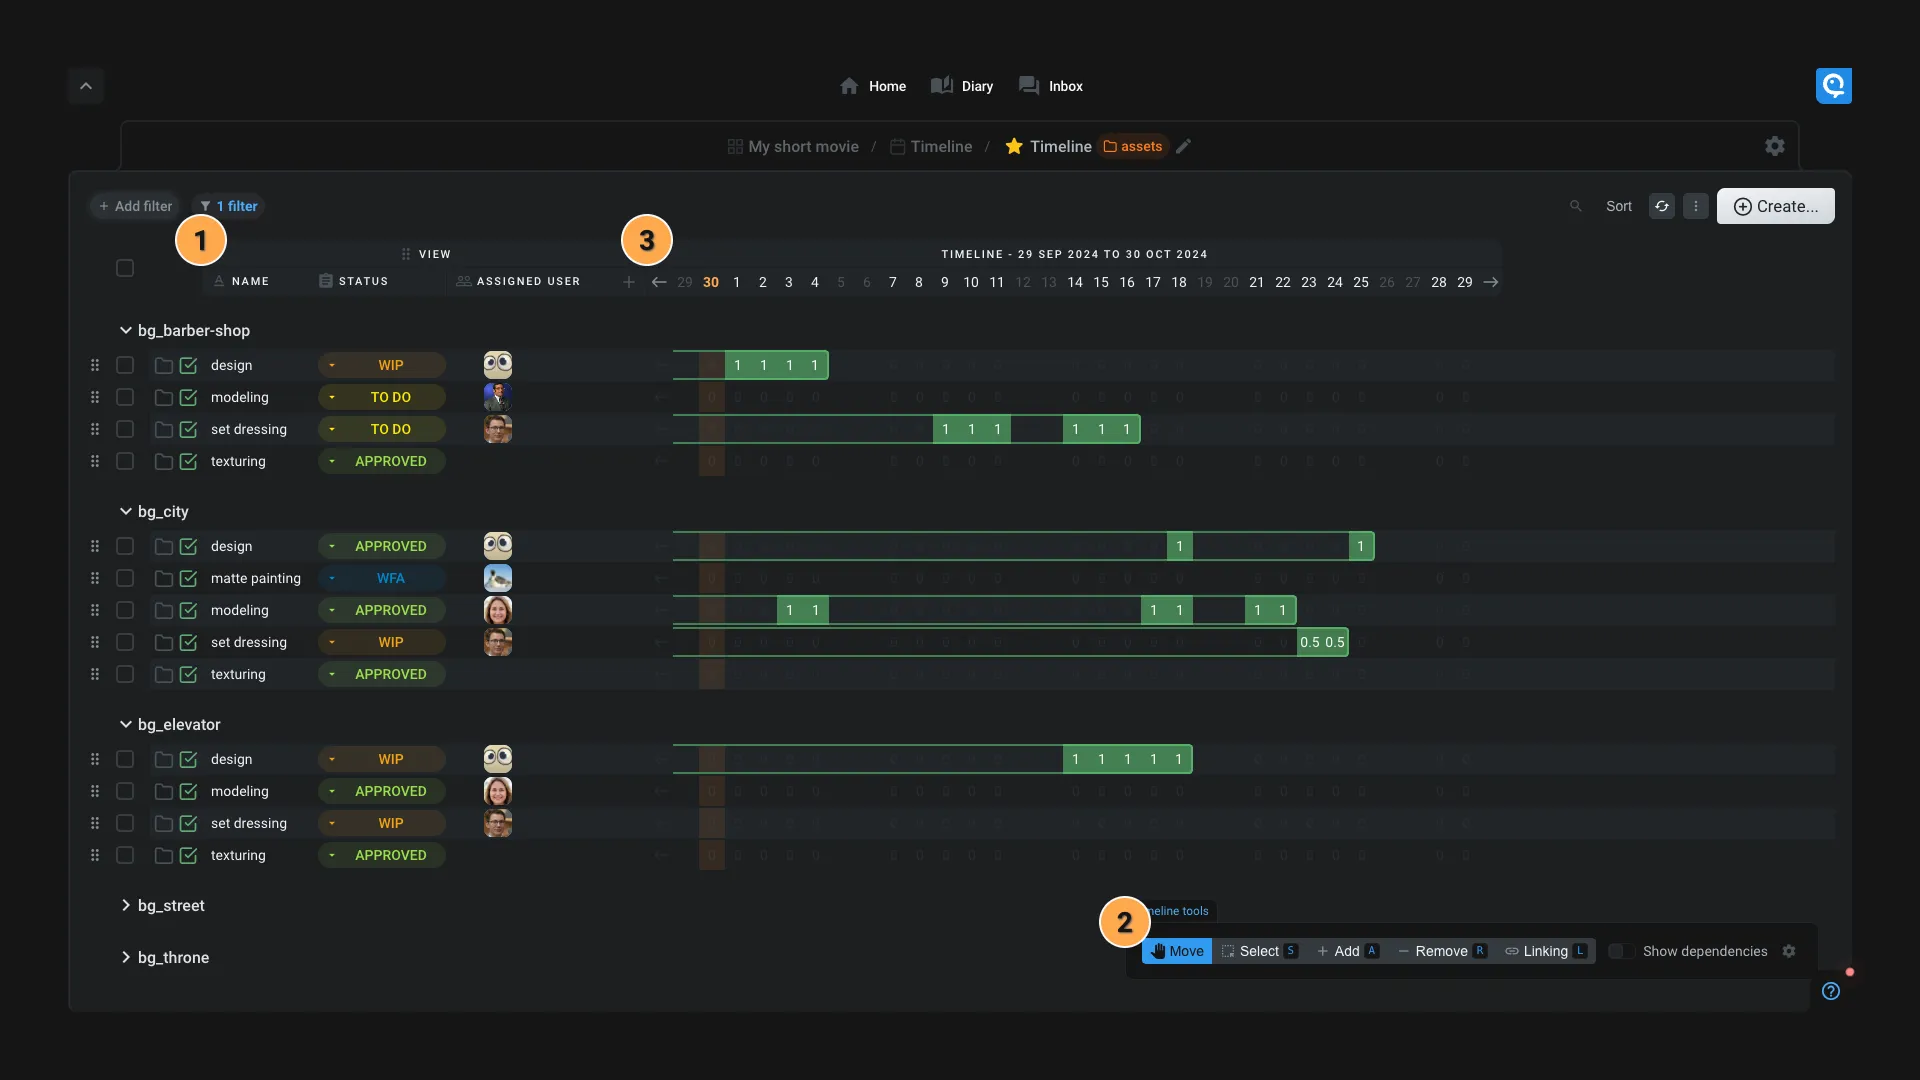 Home Diary Inbox
My short movie / Timeline / Timeline assets
+ Add filter 1 filter Sort Create...
1 3
VIEW TIMELINE - 29 SEP 2024 TO 30 OCT 2024
NAME STATUS ASSIGNED USER + ← 29 30 1 2 3 4 5 6 7 8 9 10 11 12 13 14 15 16 17 18 19 20 21 22 23 24 25 26 27 28 29 →
bg_barber-shop
design WIP 1 1 1 1
modeling TO DO
set dressing TO DO 1 1 1 1 1 1
texturing APPROVED
bg_city
design APPROVED 1 1
matte painting WFA
modeling APPROVED 1 1 1 1 1 1
set dressing WIP 0.5 0.5
texturing APPROVED
bg_elevator
design WIP 1 1 1 1 1
modeling APPROVED
set dressing WIP
texturing APPROVED
bg_street
2 meline tools
Move Select S + Add A − Remove R Linking L Show dependencies
bg_throne